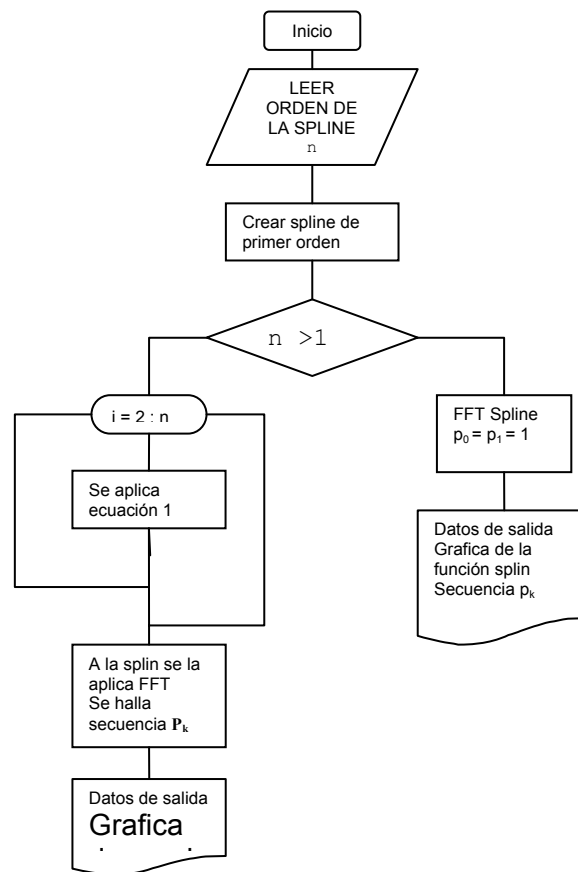 Inicio
LEER
ORDEN DE
LA SPLINE
n
Crear spline de
primer orden
n >1
i = 2 : n
Se aplica
ecuación 1
FFT Spline
p₀ = p₁ = 1
Datos de salida
Grafica de la
función splin
Secuencia pₖ
A la splin se la
aplica FFT
Se halla
secuencia Pₖ
Datos de salida
Grafica